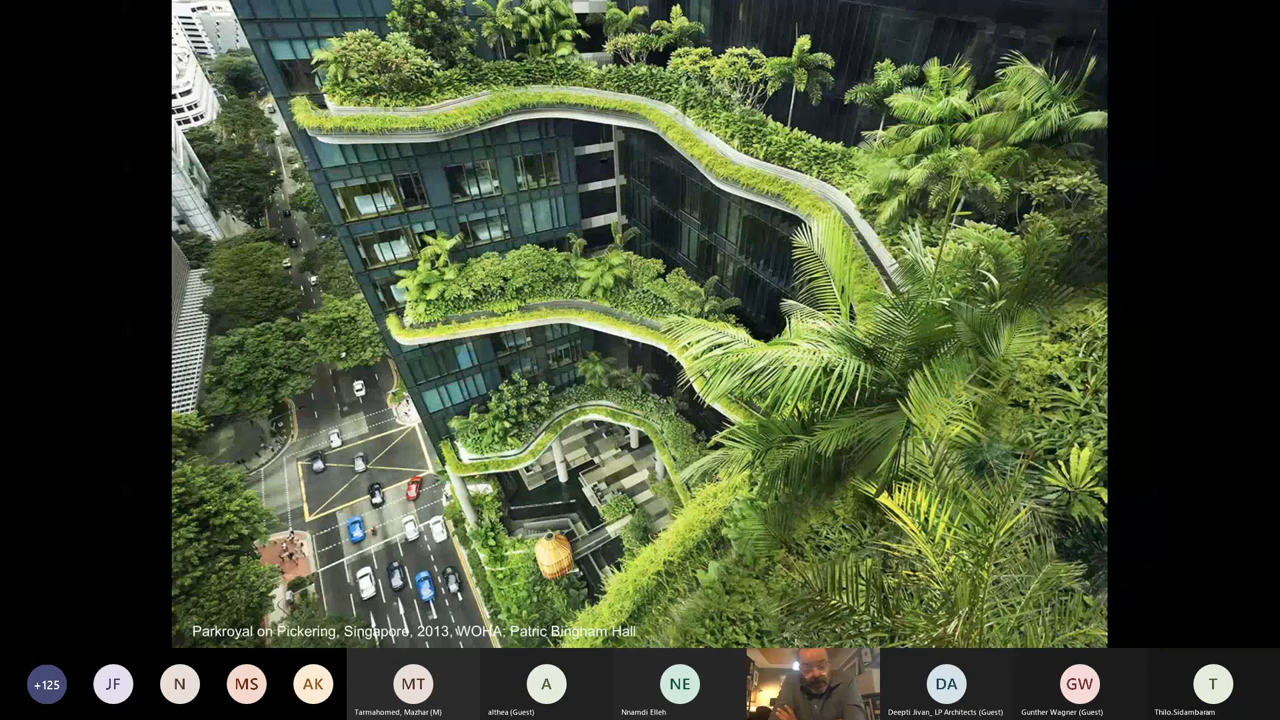 Parkroyal on Pickering, Singapore, 2013, WOHA; Patric Bingham Hall
+125
JF
N
MS
AK
MT
A
NE
DA
GW
T
Tarmahomed, Mazhar (M)
althea (Guest)
Nnamdi Elleh
Deepti Jivan_ LP Architects (Guest)
Gunther Wagner (Guest)
Thilo.Sidambaram